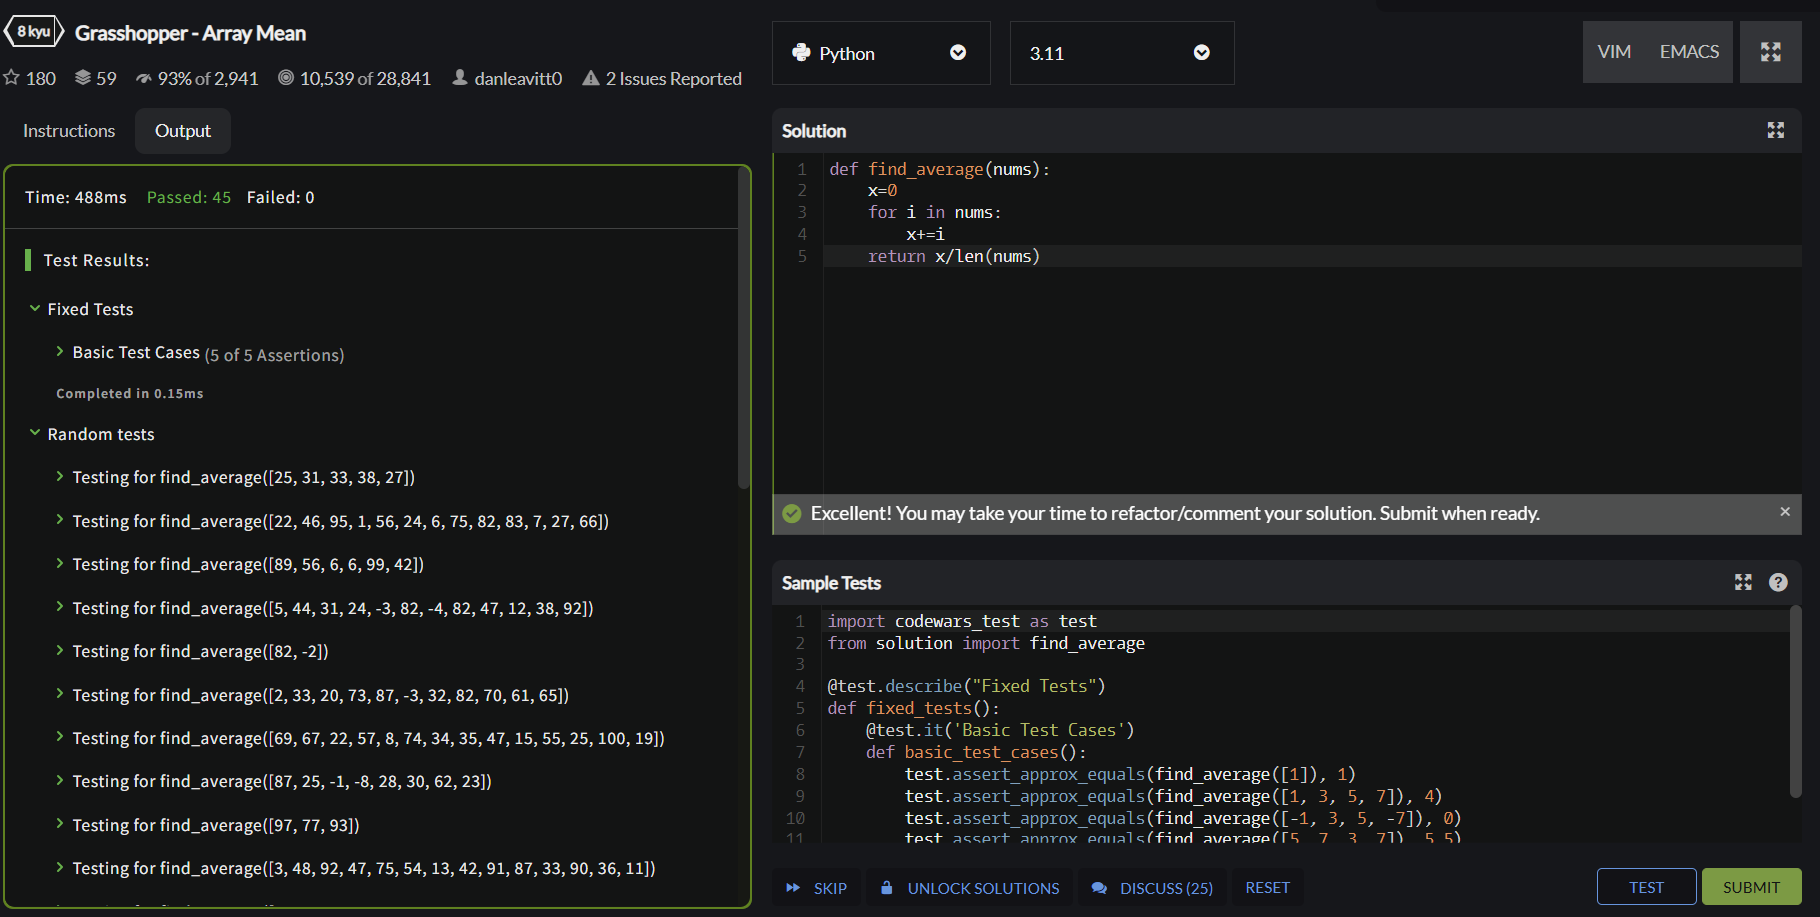 8 kyu Grasshopper - Array Mean
180 59 93% of 2,941 10,539 of 28,841 danleavitt0 2 Issues Reported
Instructions Output
Time: 488ms Passed: 45 Failed: 0
Test Results:
Fixed Tests
Basic Test Cases (5 of 5 Assertions)
Completed in 0.15ms
Random tests
Testing for find_average([25, 31, 33, 38, 27])
Testing for find_average([22, 46, 95, 1, 56, 24, 6, 75, 82, 83, 7, 27, 66])
Testing for find_average([89, 56, 6, 6, 99, 42])
Testing for find_average([5, 44, 31, 24, -3, 82, -4, 82, 47, 12, 38, 92])
Testing for find_average([82, -2])
Testing for find_average([2, 33, 20, 73, 87, -3, 32, 82, 70, 61, 65])
Testing for find_average([69, 67, 22, 57, 8, 74, 34, 35, 47, 15, 55, 25, 100, 19])
Testing for find_average([87, 25, -1, -8, 28, 30, 62, 23])
Testing for find_average([97, 77, 93])
Testing for find_average([3, 48, 92, 47, 75, 54, 13, 42, 91, 87, 33, 90, 36, 11])
Python 3.11 VIM EMACS
Solution
1 def find_average(nums):
2 x=0
3 for i in nums:
4 x+=i
5 return x/len(nums)
Excellent! You may take your time to refactor/comment your solution. Submit when ready. ×
Sample Tests ?
1 import codewars_test as test
2 from solution import find_average
3
4 @test.describe("Fixed Tests")
5 def fixed_tests():
6 @test.it('Basic Test Cases')
7 def basic_test_cases():
8 test.assert_approx_equals(find_average([1]), 1)
9 test.assert_approx_equals(find_average([1, 3, 5, 7]), 4)
10 test.assert_approx_equals(find_average([-1, 3, 5, -7]), 0)
11 test.assert_approx_equals(find_average([5, 7, 3, 7]), 5.5)
SKIP UNLOCK SOLUTIONS DISCUSS (25) RESET TEST SUBMIT